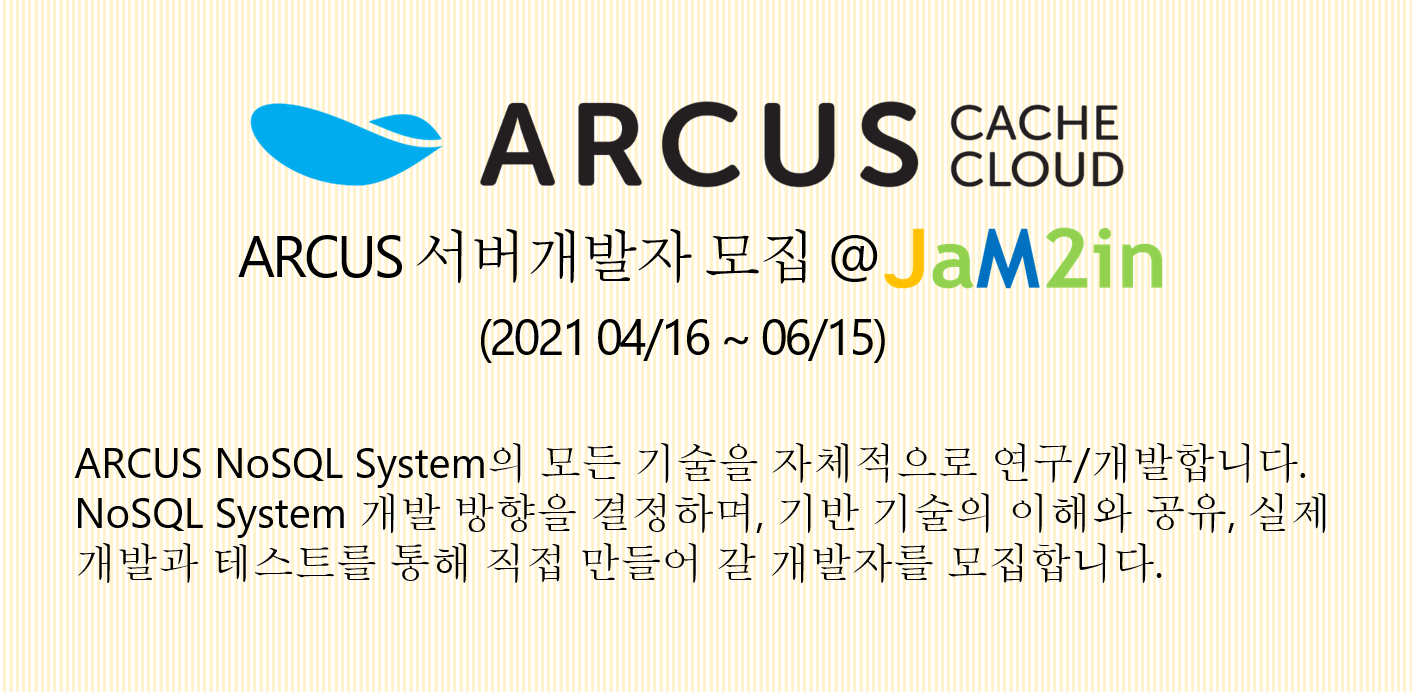 ARCUS CACHE
CLOUD
ARCUS 서버개발자 모집 @JaM2in
(2021 04/16 ~ 06/15)
ARCUS NoSQL System의 모든 기술을 자체적으로 연구/개발합니다.
NoSQL System 개발 방향을 결정하며, 기반 기술의 이해와 공유, 실제
개발과 테스트를 통해 직접 만들어 갈 개발자를 모집합니다.